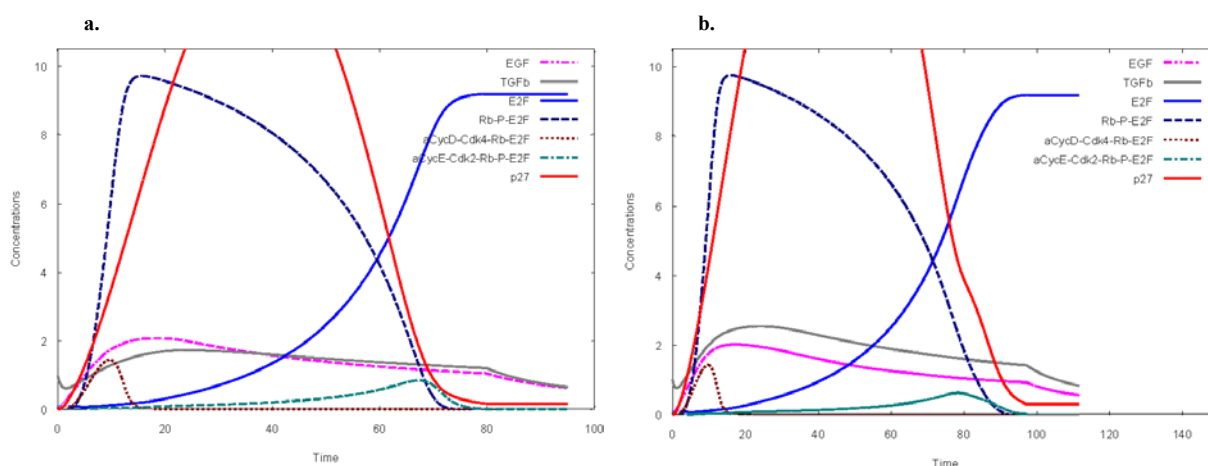 a.
10
8
6
4
2
0
0 20 40 60 80 100
Concentrations
Time
EGF
TGFb
E2F
Rb-P-E2F
aCycD-Cdk4-Rb-E2F
aCycE-Cdk2-Rb-P-E2F
p27
b.
10
8
6
4
2
0
0 20 40 60 80 100 120 140
Concentrations
Time
EGF
TGFb
E2F
Rb-P-E2F
aCycD-Cdk4-Rb-E2F
aCycE-Cdk2-Rb-P-E2F
p27